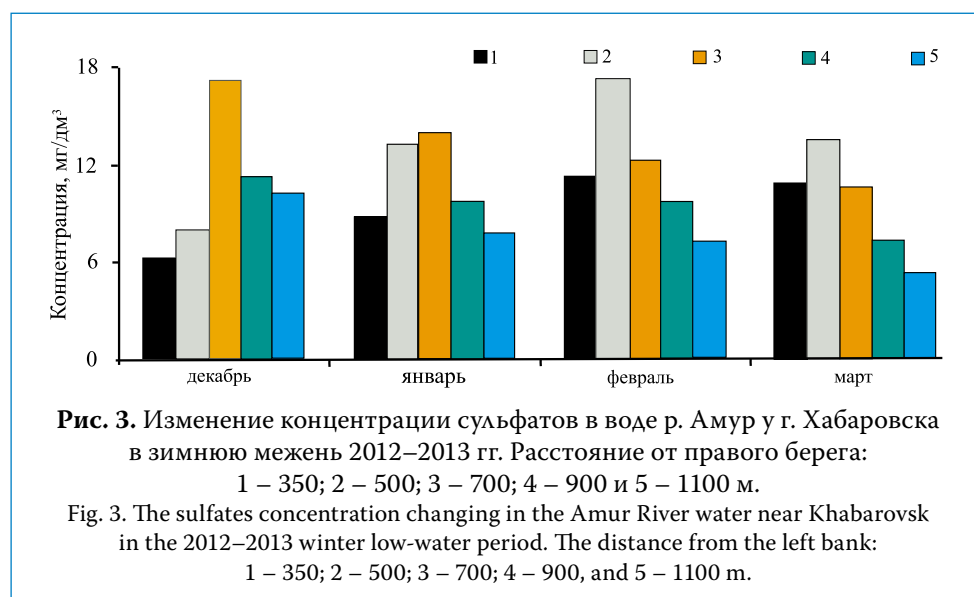 1 2 3 4 5
18
12
6
0
Концентрация, мг/дм³
декабрь январь февраль март
Рис. 3. Изменение концентрации сульфатов в воде р. Амур у г. Хабаровска
в зимнюю межень 2012–2013 гг. Расстояние от правого берега:
1 – 350; 2 – 500; 3 – 700; 4 – 900 и 5 – 1100 м.
Fig. 3. The sulfates concentration changing in the Amur River water near Khabarovsk
in the 2012–2013 winter low-water period. The distance from the left bank:
1 – 350; 2 – 500; 3 – 700; 4 – 900, and 5 – 1100 m.